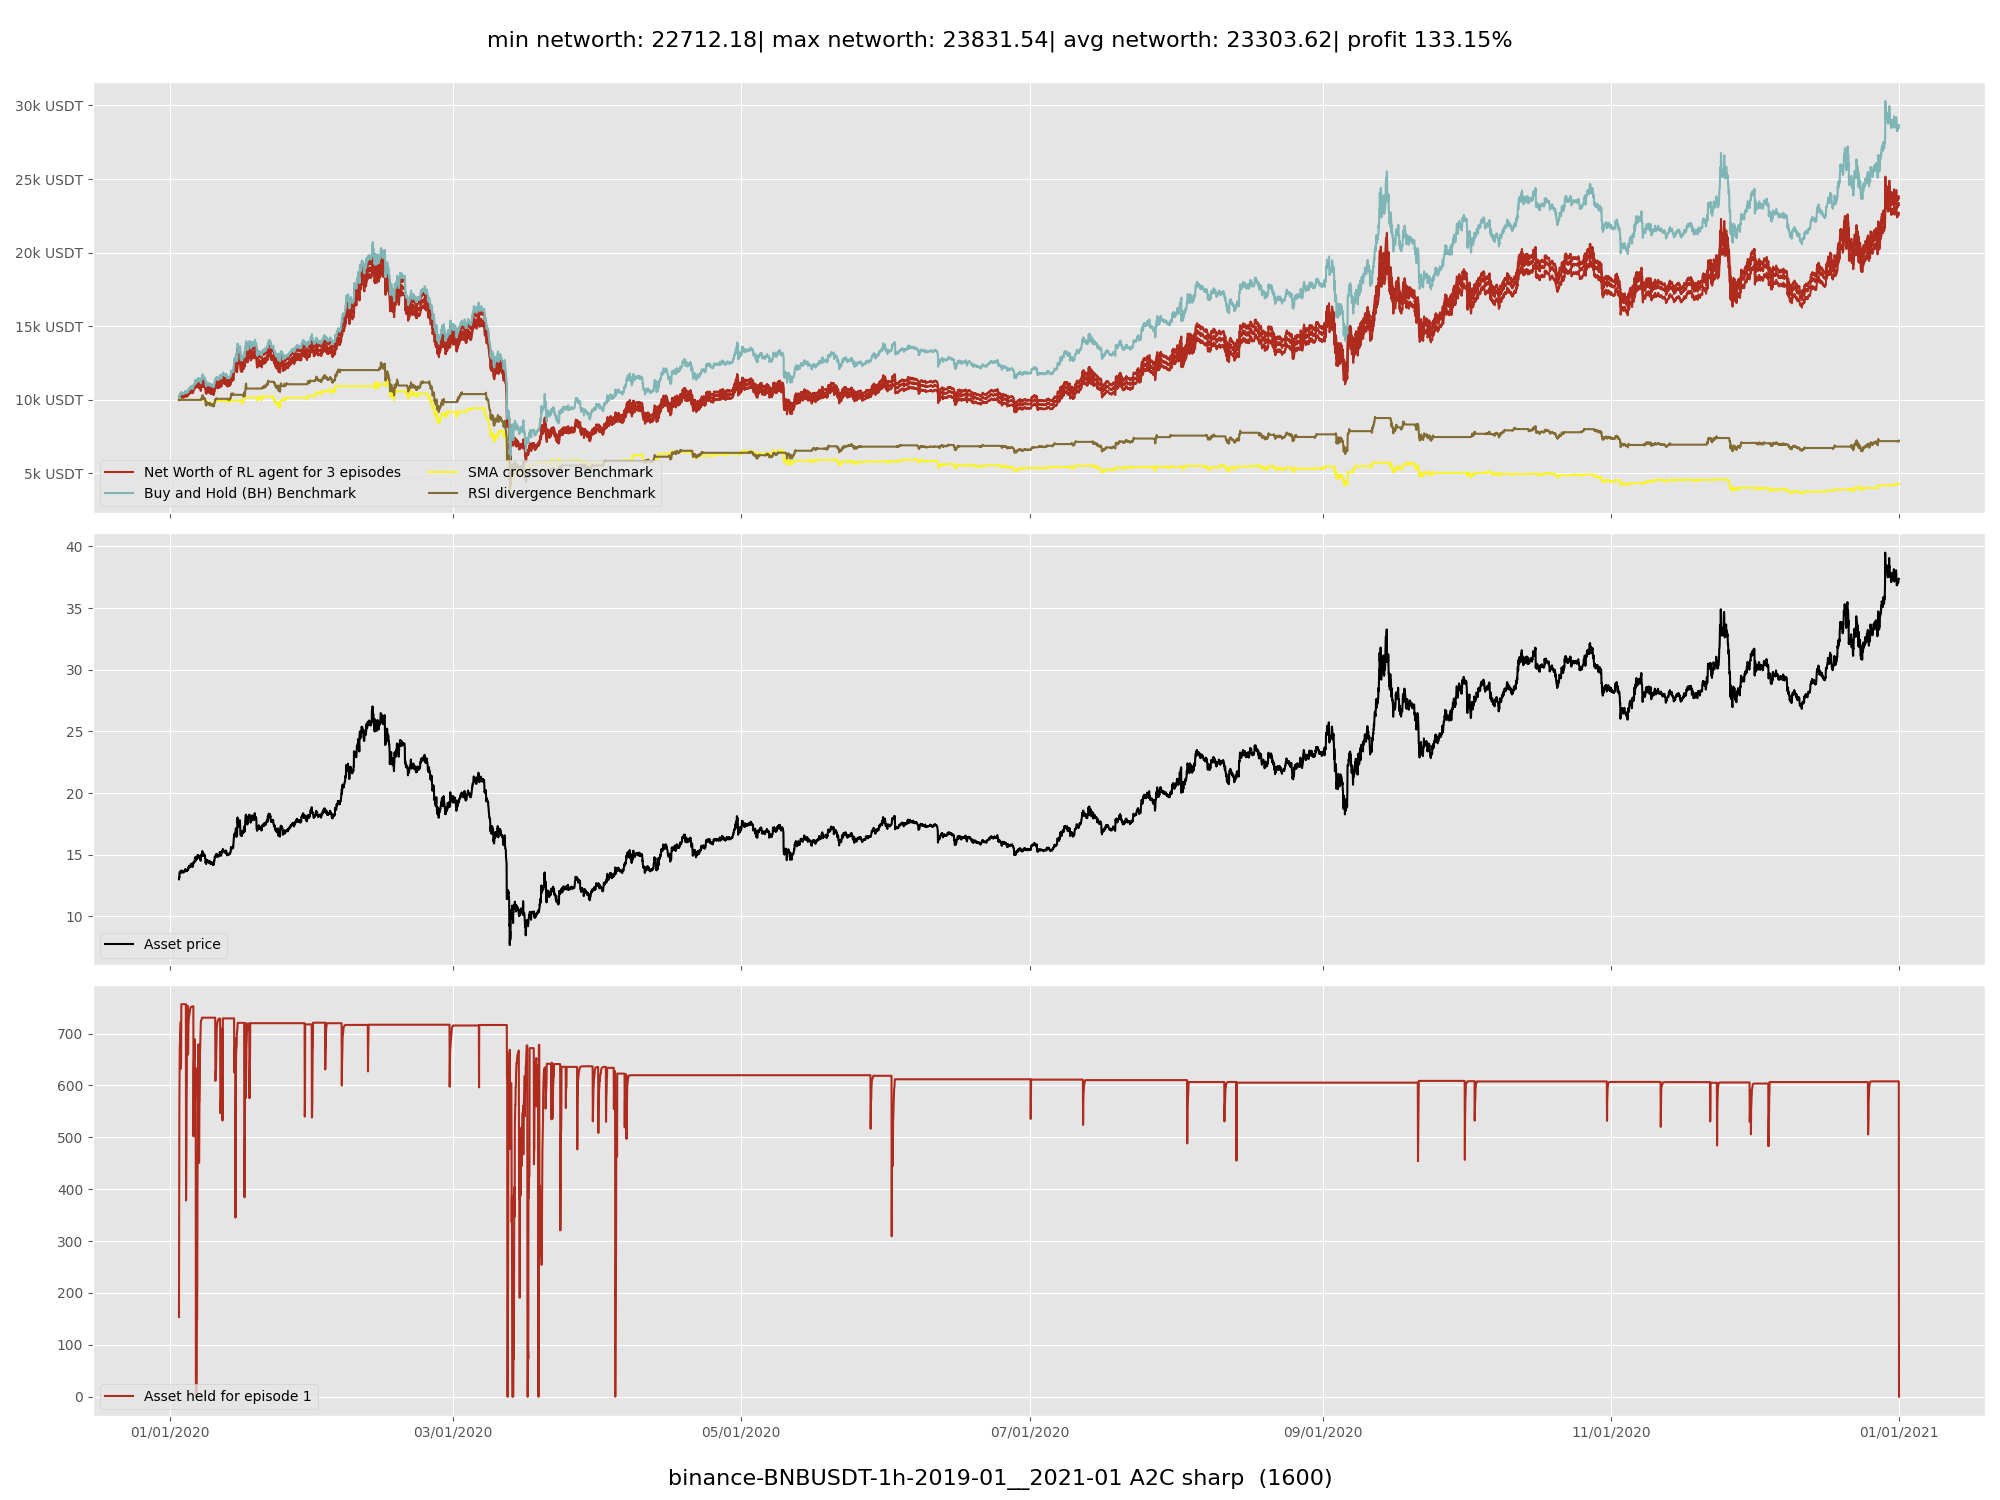 min networth: 22712.18| max networth: 23831.54| avg networth: 23303.62| profit 133.15%
30k USDT
25k USDT
20k USDT
15k USDT
10k USDT
5k USDT
Net Worth of RL agent for 3 episodes
Buy and Hold (BH) Benchmark
SMA crossover Benchmark
RSI divergence Benchmark
40
35
30
25
20
15
10
Asset price
700
600
500
400
300
200
100
0
Asset held for episode 1
01/01/2020 03/01/2020 05/01/2020 07/01/2020 09/01/2020 11/01/2020 01/01/2021
binance-BNBUSDT-1h-2019-01__2021-01 A2C sharp (1600)